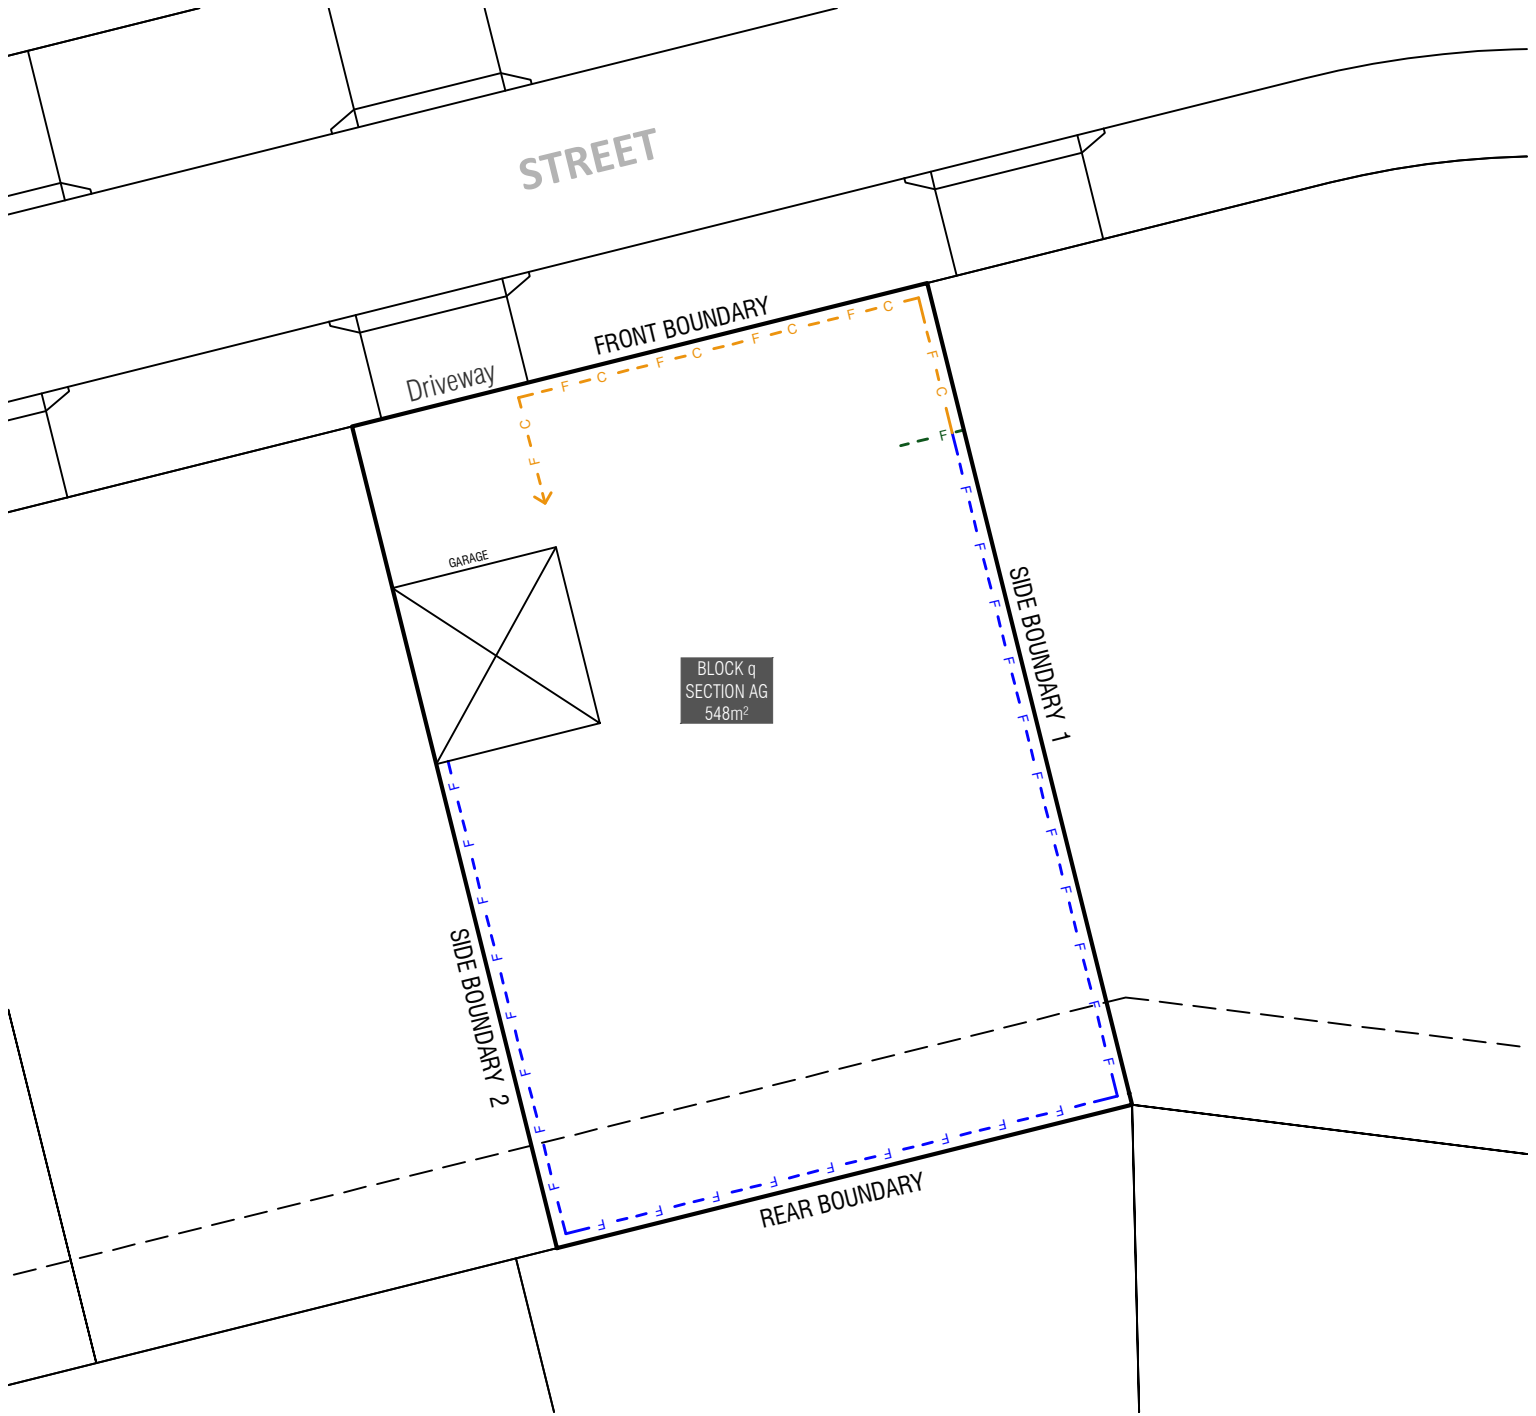 STREET
FRONT BOUNDARY
Driveway
F C F C F C F C
F C
C F
F
GARAGE
BLOCK q
SECTION AG
548m²
SIDE BOUNDARY 1
F F F F F F F F F F F
SIDE BOUNDARY 2
F F F F F F F F
F F F F F F F F F
REAR BOUNDARY